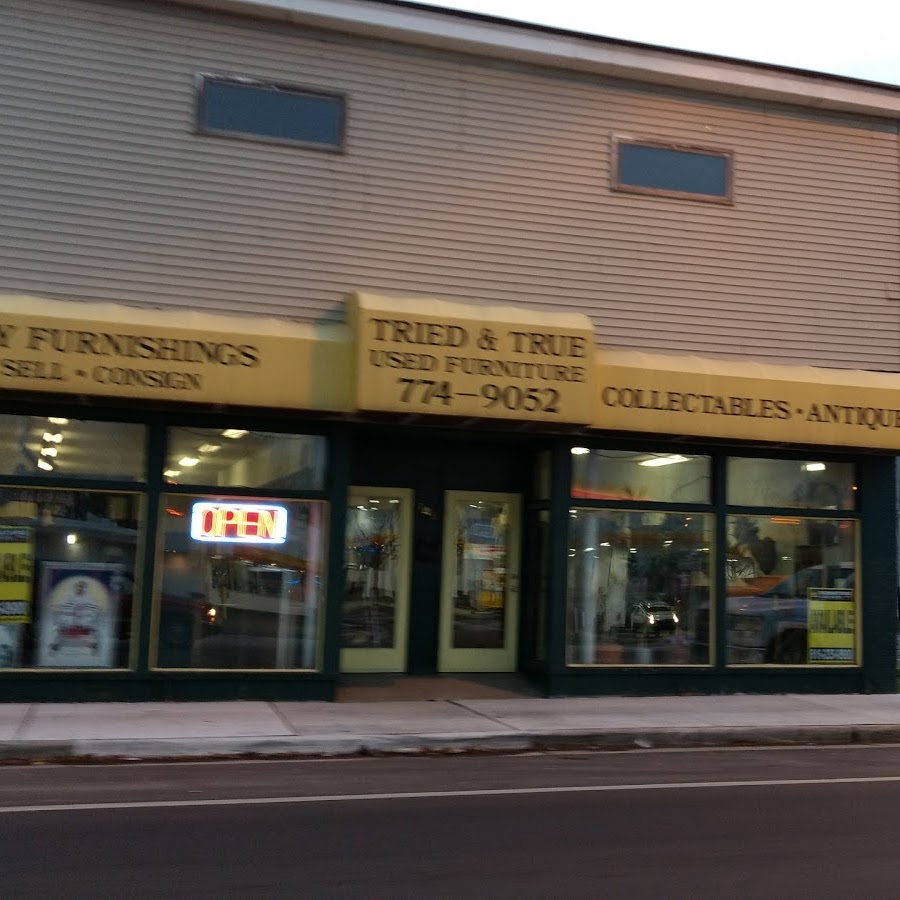 Y FURNISHINGS
SELL • CONSIGN
TRIED & TRUE
USED FURNITURE
774-9052
COLLECTABLES • ANTIQUE
OPEN